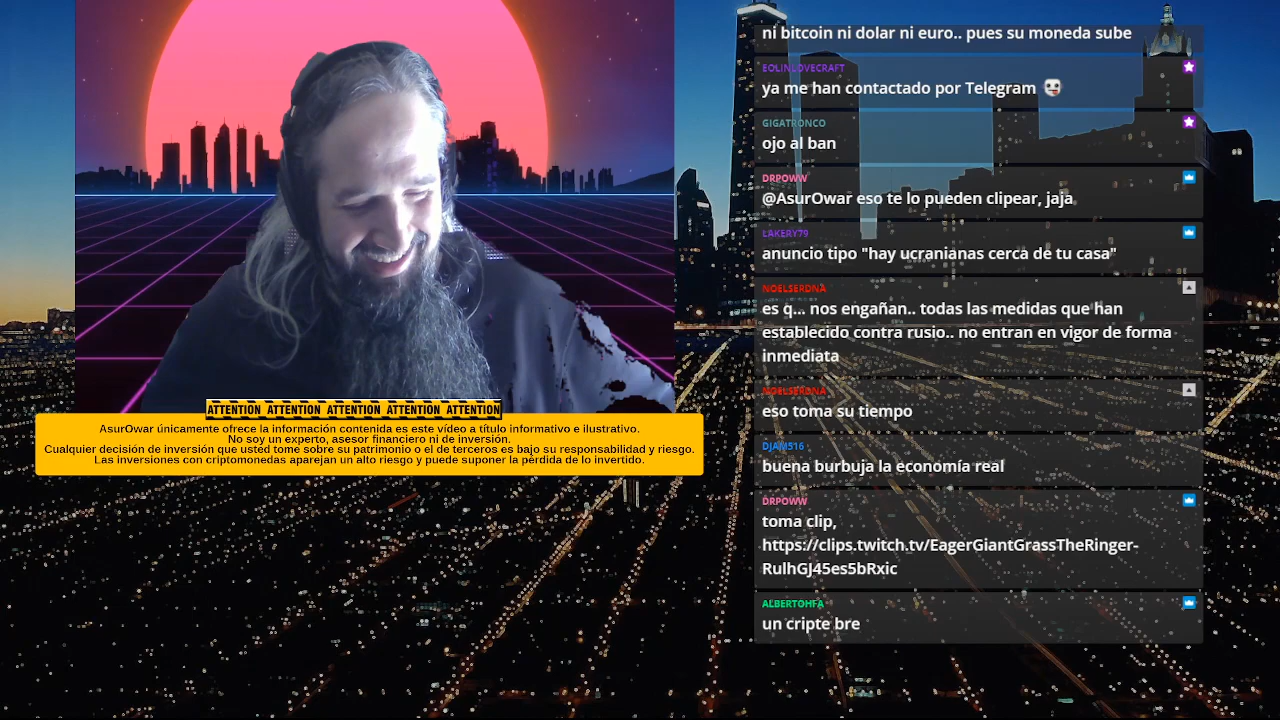 ATTENTION ATTENTION ATTENTION ATTENTION ATTENTION
AsurOwar únicamente ofrece la información contenida es este vídeo a título informativo e ilustrativo.
No soy un experto, asesor financiero ni de inversión.
Cualquier decisión de inversión que usted tome sobre su patrimonio o el de terceros es bajo su responsabilidad y riesgo.
Las inversiones con criptomonedas aparejan un alto riesgo y puede suponer la pérdida de lo invertido.
ni bitcoin ni dolar ni euro.. pues su moneda sube
EOLINLOVECRAFT
ya me han contactado por Telegram
GIGATRONCO
ojo al ban
DRPOWW
@AsurOwar eso te lo pueden clipear, jaja
LAKERY79
anuncio tipo "hay ucranianas cerca de tu casa"
NOELSERDNA
es q... nos engañan.. todas las medidas que han
establecido contra rusio.. no entran en vigor de forma
inmediata
NOELSERDNA
eso toma su tiempo
DJAM516
buena burbuja la economía real
DRPOWW
toma clip,
https://clips.twitch.tv/EagerGiantGrassTheRinger-
RulhGJ45es5bRxic
ALBERTOHFA
un cripte bre